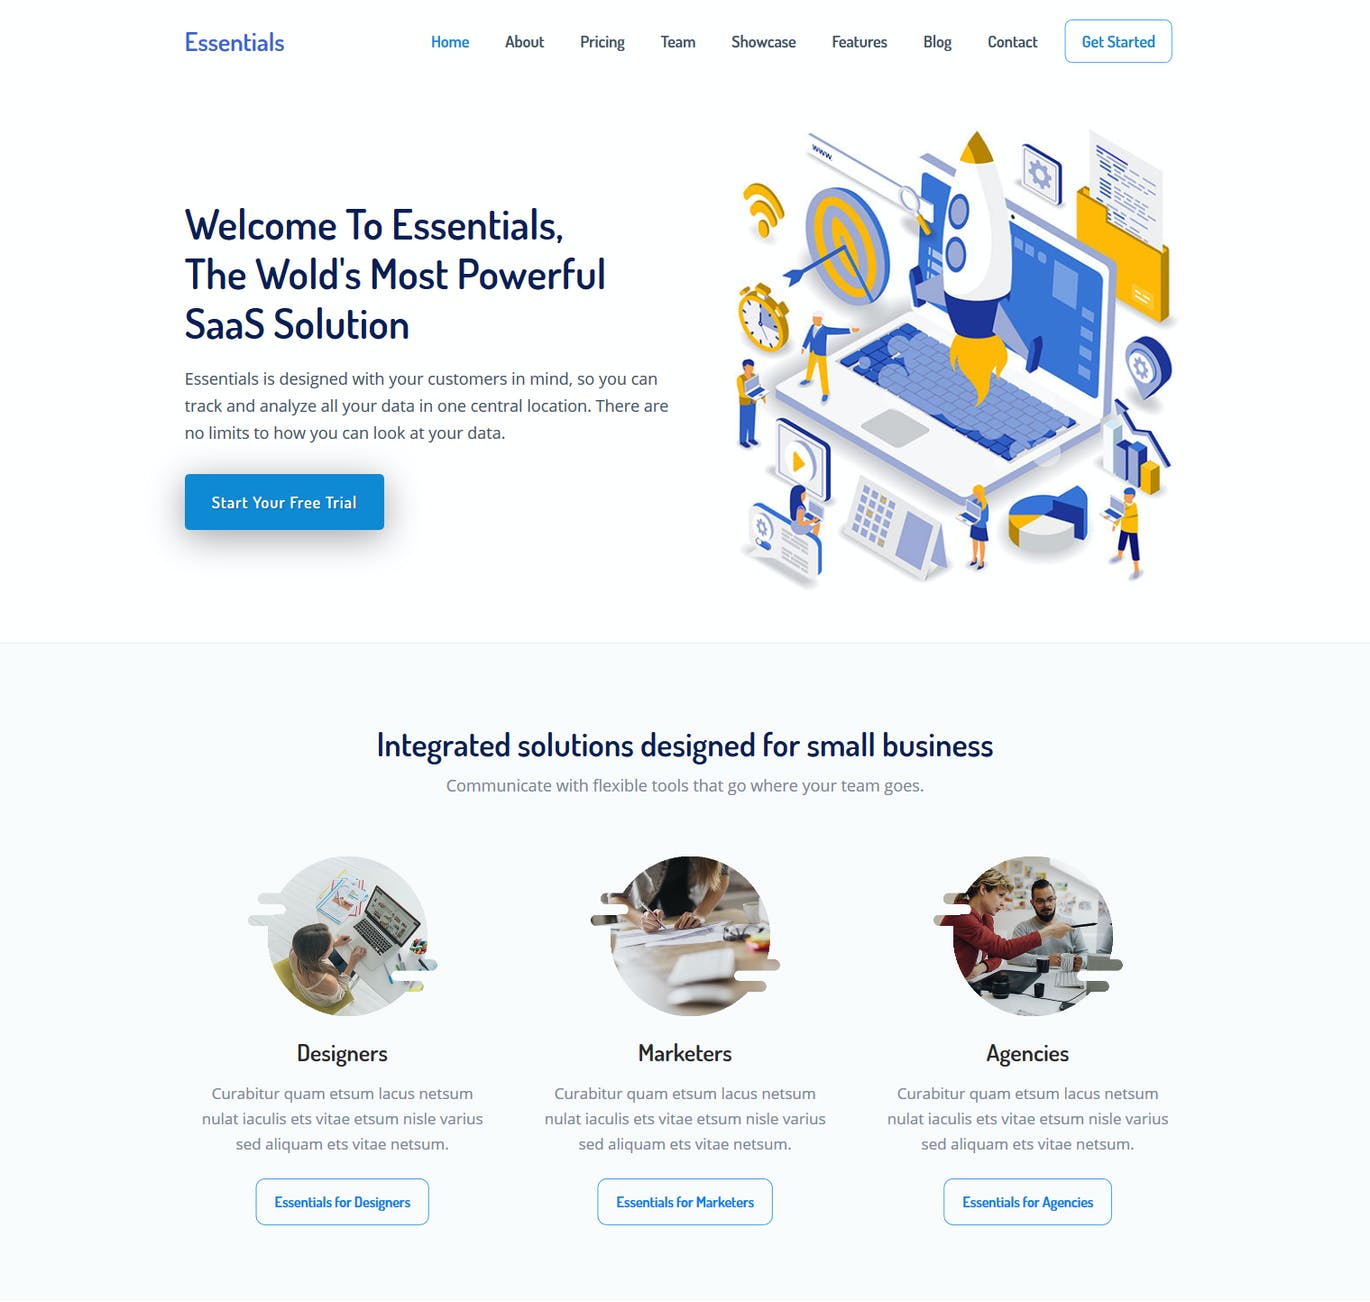 Essentials
Home About Pricing Team Showcase Features Blog Contact Get Started
www.
Welcome To Essentials,
The Wold's Most Powerful
SaaS Solution
Essentials is designed with your customers in mind, so you can
track and analyze all your data in one central location. There are
no limits to how you can look at your data.
Start Your Free Trial
Integrated solutions designed for small business
Communicate with flexible tools that go where your team goes.
Designers
Curabitur quam etsum lacus netsum
nulat iaculis ets vitae etsum nisle varius
sed aliquam ets vitae netsum.
Essentials for Designers
Marketers
Curabitur quam etsum lacus netsum
nulat iaculis ets vitae etsum nisle varius
sed aliquam ets vitae netsum.
Essentials for Marketers
Agencies
Curabitur quam etsum lacus netsum
nulat iaculis ets vitae etsum nisle varius
sed aliquam ets vitae netsum.
Essentials for Agencies